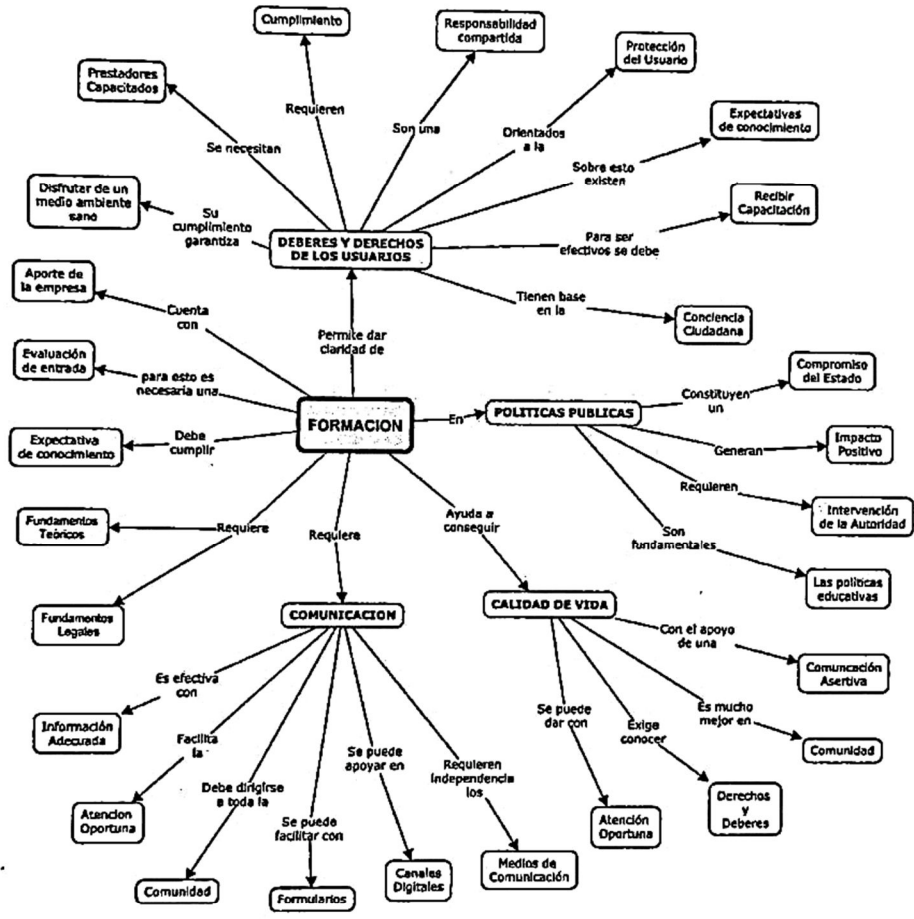 Cumplimiento
Responsabilidad
compartida
Protección
del Usuario
Prestadores
Capacitados
Requieren
Son una
Orientados
a la
Expectativas
de conocimiento
Se necesitan
Sobre esto
existen
Disfrutar de un
medio ambiente
sano
Su
cumplimiento
garantiza
DEBERES Y DERECHOS
DE LOS USUARIOS
Para ser
efectivos se debe
Recibir
Capacitación
Aporte de
la empresa
Cuenta
con
Permite dar
claridad de
Tienen base
en la
Conciencia
Ciudadana
Evaluación
de entrada
para esto es
necesaria una
Compromiso
del Estado
Constituyen
un
FORMACION
En
POLITICAS PUBLICAS
Expectativa
de conocimiento
Debe
cumplir
Generan
Impacto
Positivo
Requieren
Intervención
de la Autoridad
Fundamentos
Teòricos
Requiere
Requiere
Ayuda a
conseguir
Son
fundamentales
Las políticas
educativas
Fundamentos
Legales
COMUNICACION
CALIDAD DE VIDA
Con el apoyo
de una
Comuncación
Asertiva
Es efectiva
con
Información
Adecuada
Facilita
la
Se puede
apoyar en
Requieren
independencia
los
Se puede
dar con
Exige
conocer
Es mucho
mejor en
Comunidad
Debe dirigirse
a toda la
Se puede
facilitar con
Atencion
Oportuna
Atención
Oportuna
Derechos
y
Deberes
Comunidad
Formularios
Canales
Digitales
Medios de
Comunicación